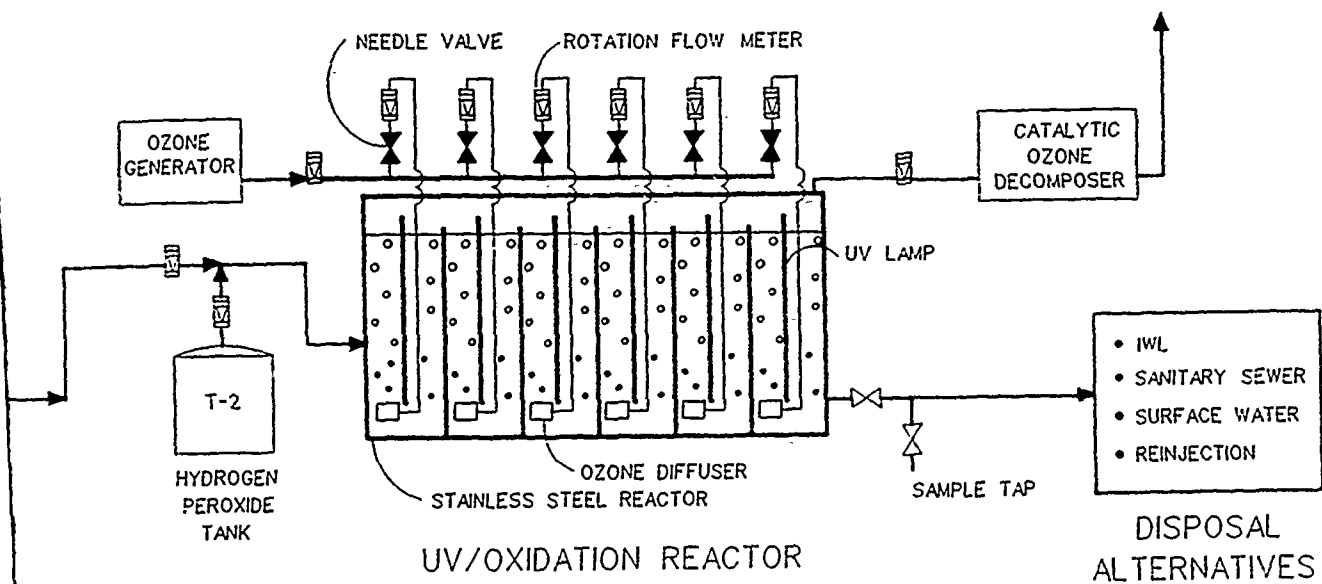 NEEDLE VALVE
ROTATION FLOW METER
OZONE
GENERATOR
CATALYTIC
OZONE
DECOMPOSER
UV LAMP
T-2
HYDROGEN
PEROXIDE
TANK
OZONE DIFFUSER
STAINLESS STEEL REACTOR
UV/OXIDATION REACTOR
SAMPLE TAP
• IWL
• SANITARY SEWER
• SURFACE WATER
• REINJECTION
DISPOSAL
ALTERNATIVES